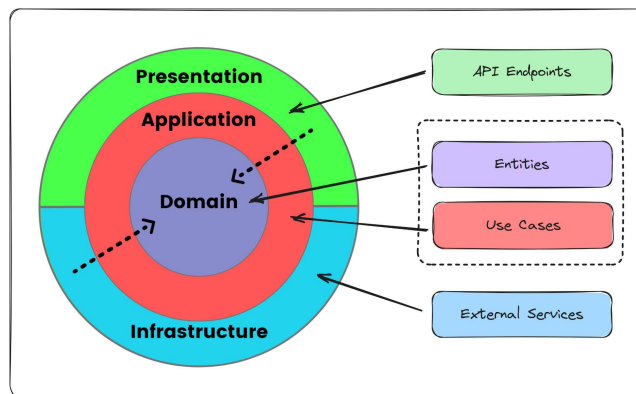 Presentation
Application
Domain
Infrastructure
API Endpoints
Entities
Use Cases
External Services